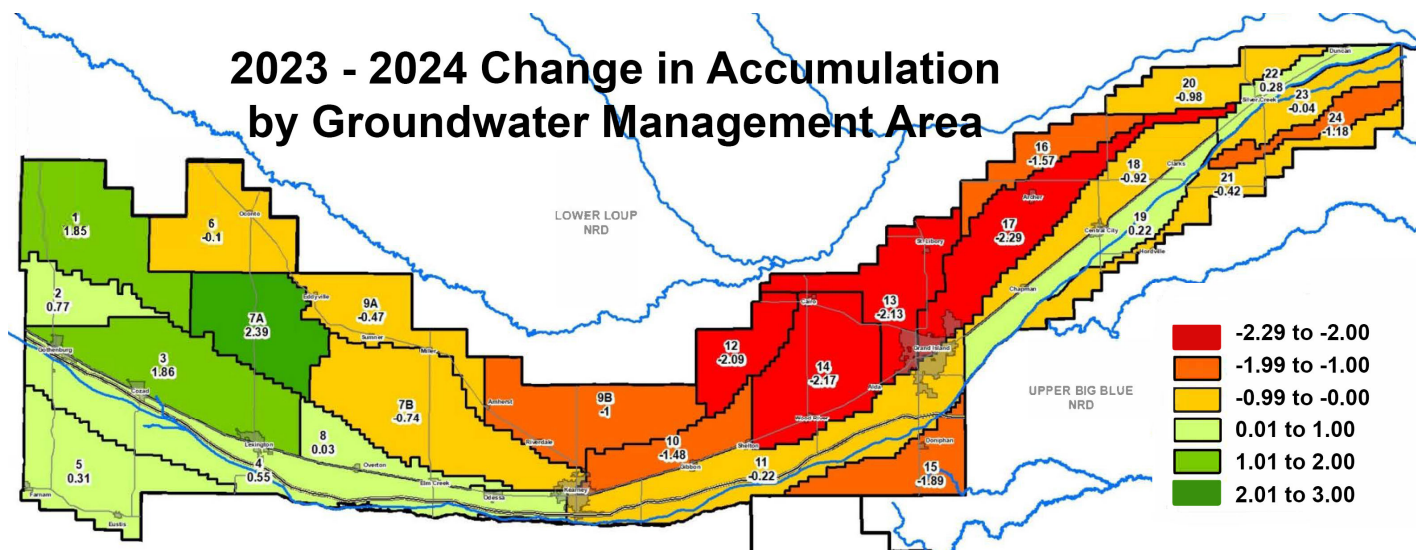 2023 - 2024 Change in Accumulation
by Groundwater Management Area
Duncan
22
0.28
20
-0.98
Silver Creek
23
-0.04
24
-1.18
16
-1.57
18
-0.92
Clarks
21
-0.42
Archer
1
1.85
6
-0.1
Oconto
LOWER LOUP
NRD
17
-2.29
19
0.22
Central City
Hordville
St. Libory
2
0.77
7A
2.39
Eddyville
9A
-0.47
Sumner
Miller
Cairo
13
-2.13
Chapman
-2.29 to -2.00
-1.99 to -1.00
-0.99 to -0.00
0.01 to 1.00
1.01 to 2.00
2.01 to 3.00
Gothenburg
3
1.86
Cozad
12
-2.09
14
-2.17
Grand Island
Alda
UPPER BIG BLUE
NRD
7B
-0.74
Amherst
9B
-1
Wood River
8
0.03
Lexington
Riverdale
10
-1.48
Shelton
Gibbon
Doniphan
5
0.31
4
0.55
Overton
Elm Creek
Odessa
Kearney
11
-0.22
15
-1.89
Farnam
Eustis